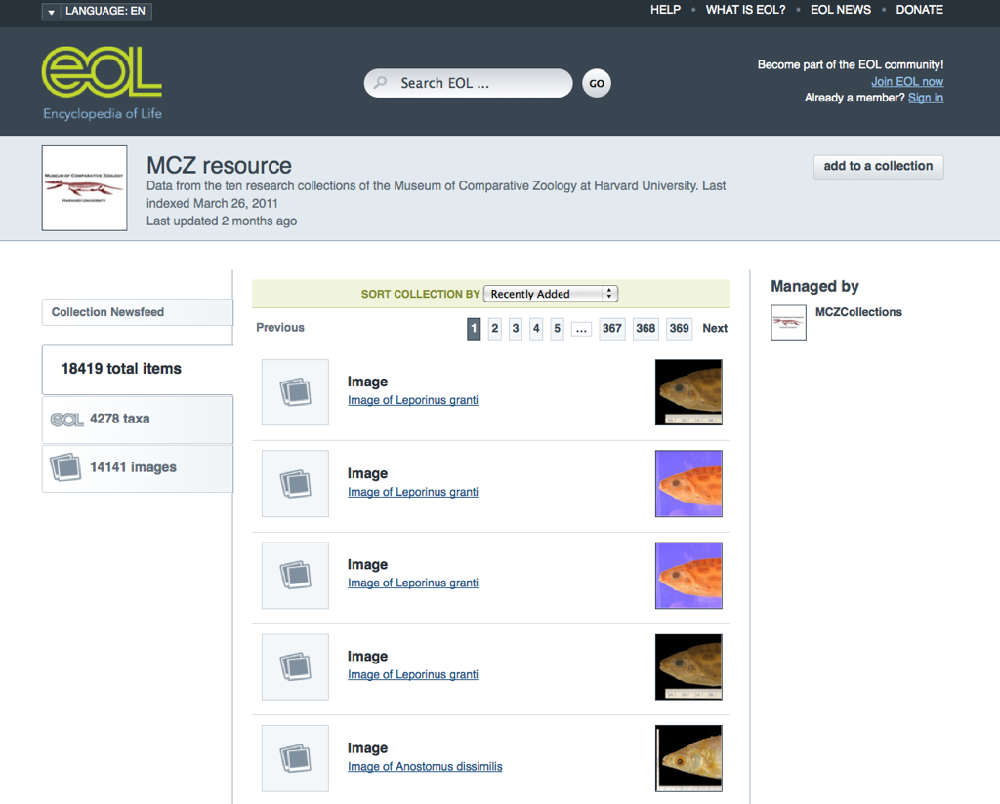 LANGUAGE: EN
HELP • WHAT IS EOL? • EOL NEWS • DONATE
eOL
Encyclopedia of Life
Search EOL ...
GO
Become part of the EOL community!
Join EOL now
Already a member? Sign in
MUSEUM OF COMPARATIVE ZOOLOGY
HARVARD UNIVERSITY
MCZ resource
Data from the ten research collections of the Museum of Comparative Zoology at Harvard University. Last
indexed March 26, 2011
Last updated 2 months ago
add to a collection
Collection Newsfeed
18419 total items
eOL 4278 taxa
14141 images
SORT COLLECTION BY Recently Added
Previous 1 2 3 4 5 ... 367 368 369 Next
Image
Image of Leporinus granti
Image
Image of Leporinus granti
Image
Image of Leporinus granti
Image
Image of Leporinus granti
Image
Image of Anostomus dissimilis
Managed by
MCZCollections